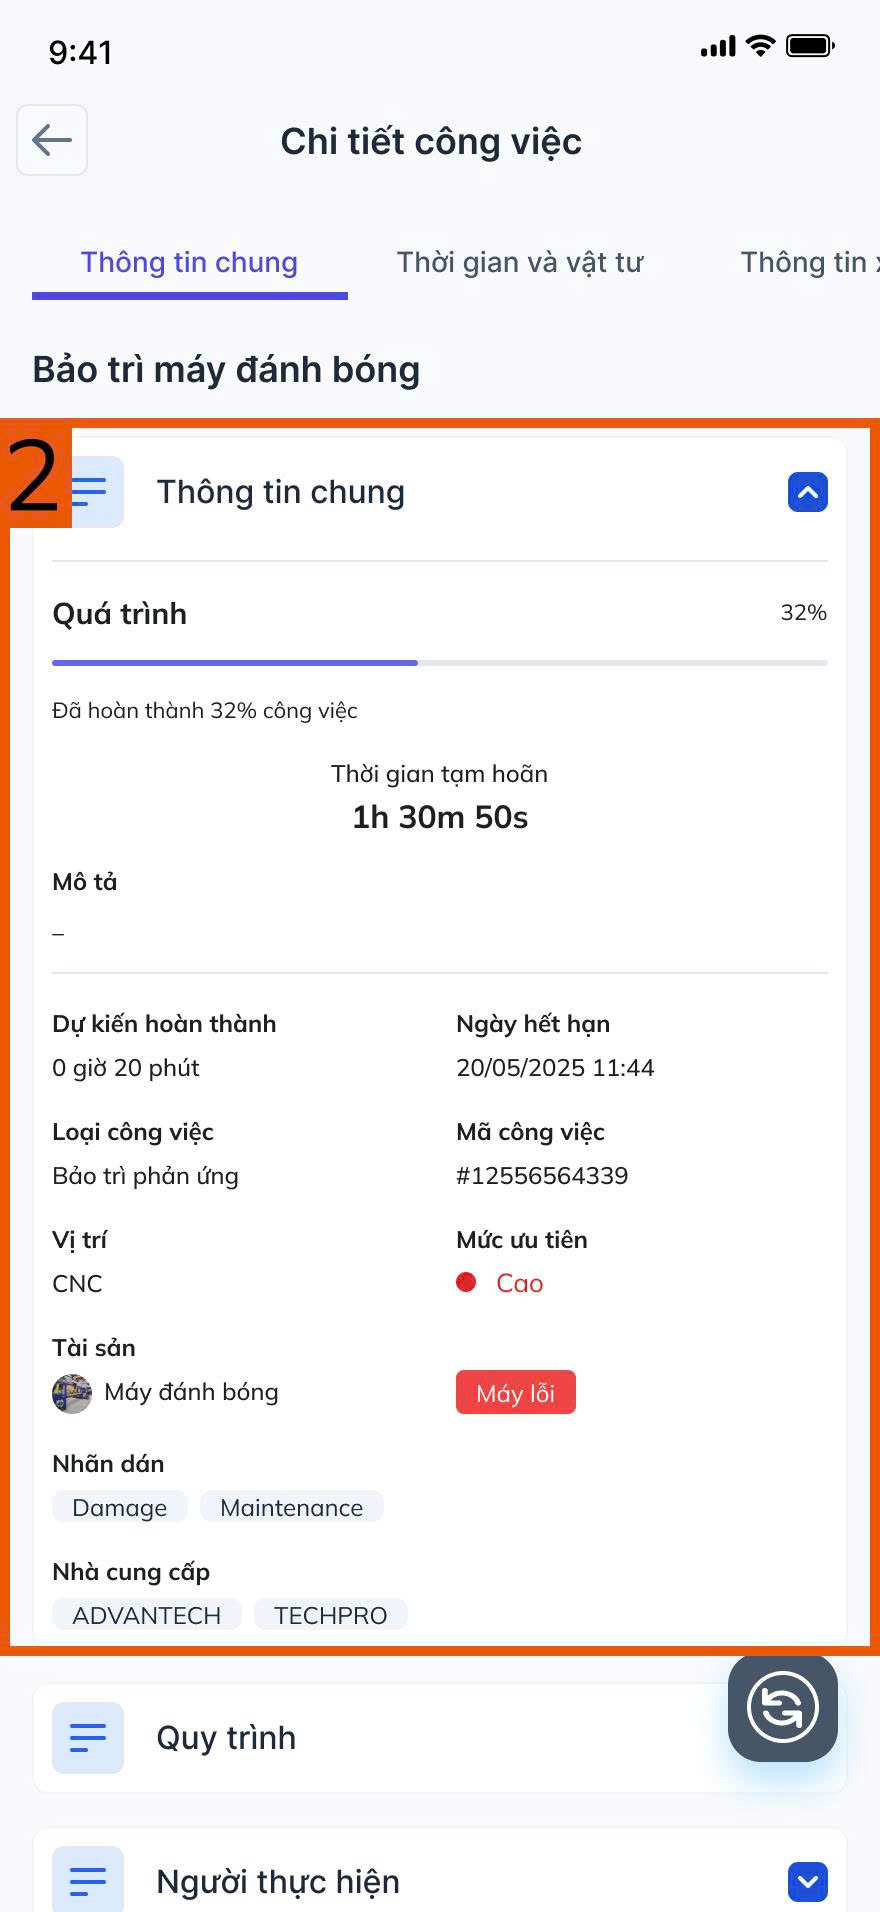 9:41
Chi tiết công việc
Thông tin chung
Thời gian và vật tư
Thông tin
Bảo trì máy đánh bóng
2
Thông tin chung
Quá trình
32%
Đã hoàn thành 32% công việc
Thời gian tạm hoãn
1h 30m 50s
Mô tả
–
Dự kiến hoàn thành
Ngày hết hạn
0 giờ 20 phút
20/05/2025 11:44
Loại công việc
Mã công việc
Bảo trì phản ứng
#12556564339
Vị trí
Mức ưu tiên
CNC
Cao
Tài sản
Máy đánh bóng
Máy lỗi
Nhãn dán
Damage
Maintenance
Nhà cung cấp
ADVANTECH
TECHPRO
Quy trình
Người thực hiện